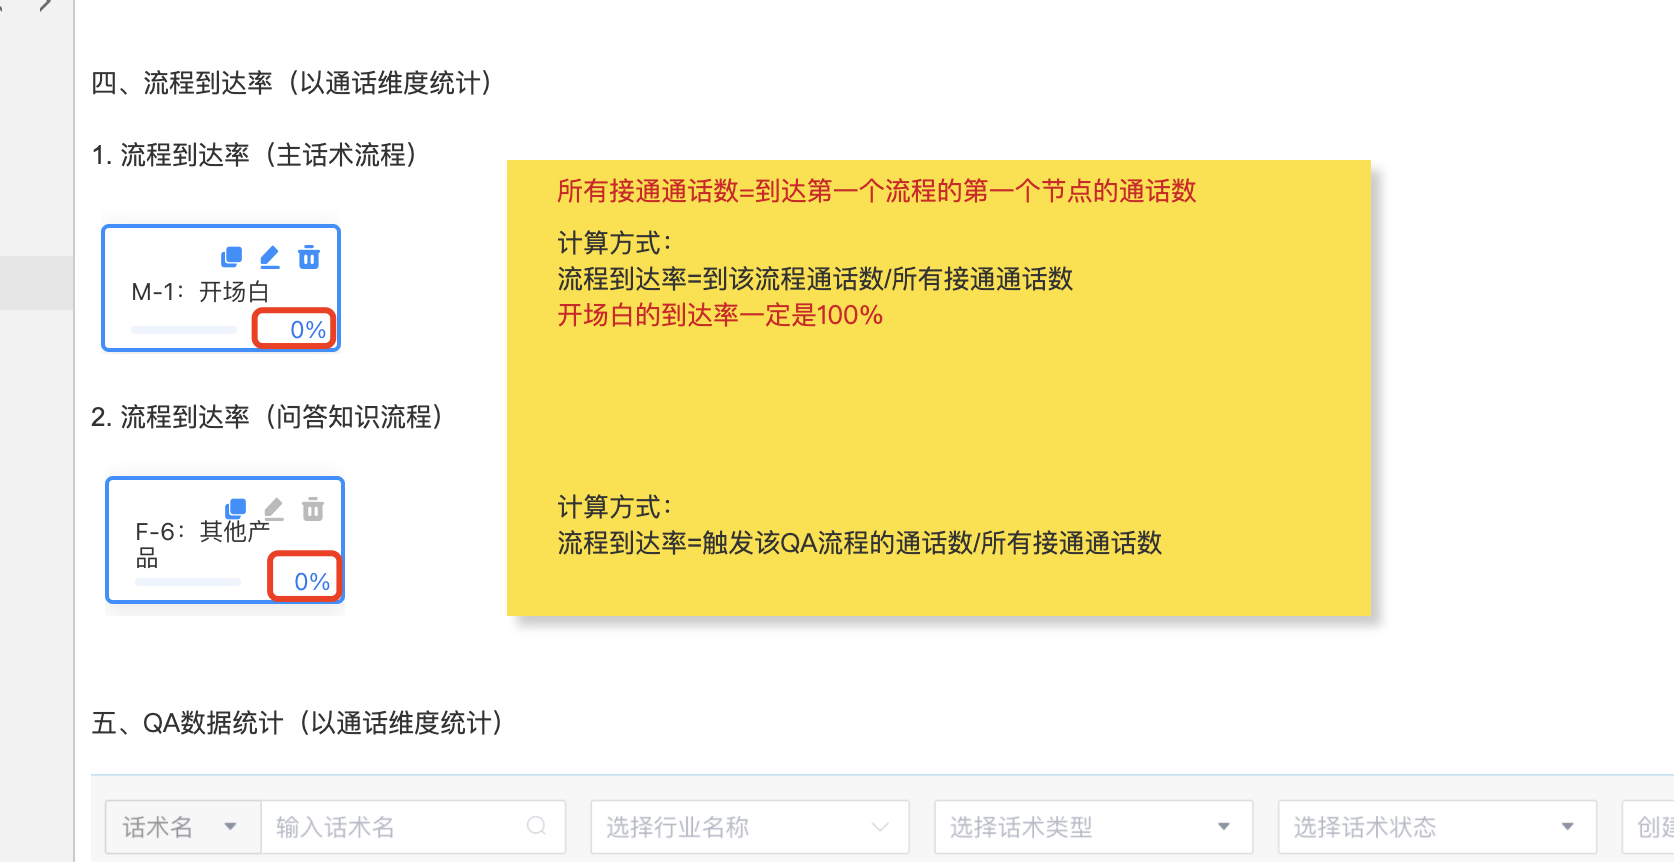 四、流程到达率（以通话维度统计）
1. 流程到达率（主话术流程）
所有接通通话数=到达第一个流程的第一个节点的通话数
计算方式：
流程到达率=到该流程通话数/所有接通通话数
开场白的到达率一定是100%
M-1：开场白
0%
2. 流程到达率（问答知识流程）
计算方式：
流程到达率=触发该QA流程的通话数/所有接通通话数
F-6：其他产
品
0%
五、QA数据统计（以通话维度统计）
话术名 输入话术名 选择行业名称 选择话术类型 选择话术状态 创建